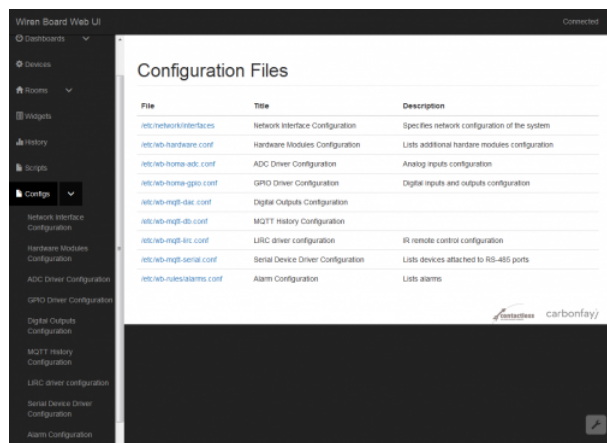 Wiren Board Web UI
Connected
Dashboards
Devices
Rooms
Widgets
History
Scripts
Configs
Network Interface
Configuration
Hardware Modules
Configuration
ADC Driver Configuration
GPIO Driver Configuration
Digital Outputs
Configuration
MQTT History
Configuration
LIRC driver configuration
Serial Device Driver
Configuration
Alarm Configuration
Configuration Files
File Title Description
/etc/network/interfaces Network Interface Configuration Specifies network configuration of the system
/etc/wb-hardware.conf Hardware Modules Configuration Lists additional hardare modules configuration
/etc/wb-homa-adc.conf ADC Driver Configuration Analog inputs configuration
/etc/wb-homa-gpio.conf GPIO Driver Configuration Digital inputs and outputs configuration
/etc/wb-mqtt-dac.conf Digital Outputs Configuration
/etc/wb-mqtt-db.conf MQTT History Configuration
/etc/wb-mqtt-lirc.conf LIRC driver configuration IR remote control configuration
/etc/wb-mqtt-serial.conf Serial Device Driver Configuration Lists devices attached to RS-485 ports
/etc/wb-rules/alarms.conf Alarm Configuration Lists alarms
contactless carbonfay/